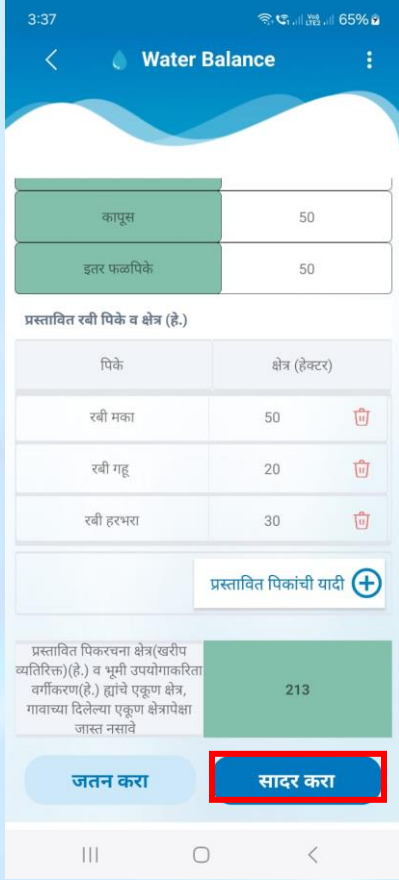 3:37 65%
Water Balance
कापूस 50
इतर फळपिके 50
प्रस्तावित रबी पिके व क्षेत्र (हे.)
पिके क्षेत्र (हेक्टर)
रबी मका 50
रबी गहू 20
रबी हरभरा 30
प्रस्तावित पिकांची यादी
प्रस्तावित पिकरचना क्षेत्र(खरीप
व्यतिरिक्त)(हे.) व भूमी उपयोगाकरिता
वर्गीकरण(हे.) ह्यांचे एकूण क्षेत्र,
गावाच्या दिलेल्या एकूण क्षेत्रापेक्षा
जास्त नसावे
213
जतन करा सादर करा